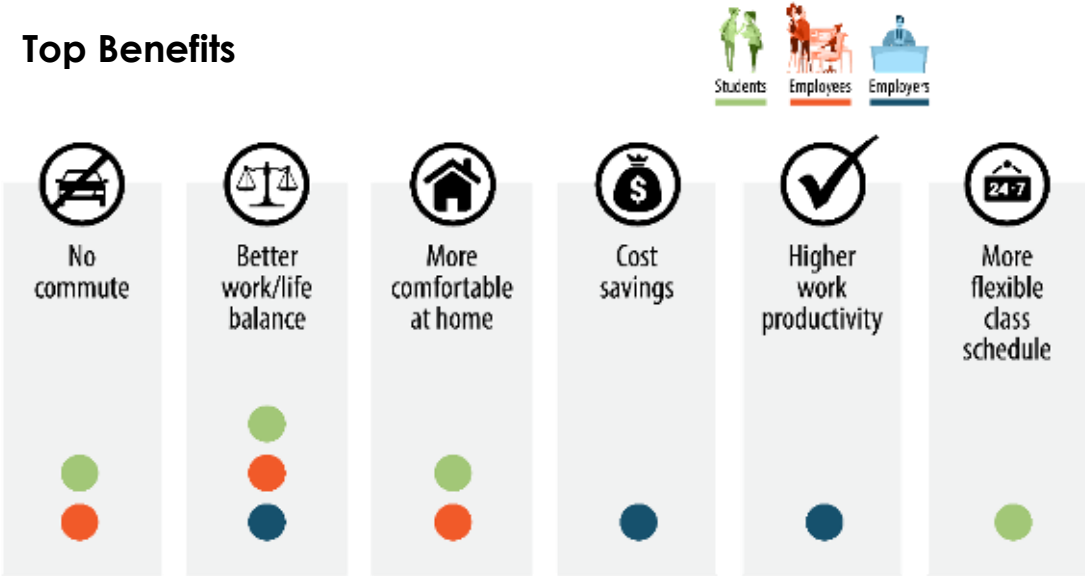 Top Benefits
Students
Employees
Employers
No
commute
Better
work/life
balance
More
comfortable
at home
$
Cost
savings
Higher
work
productivity
24-7
More
flexible
class
schedule